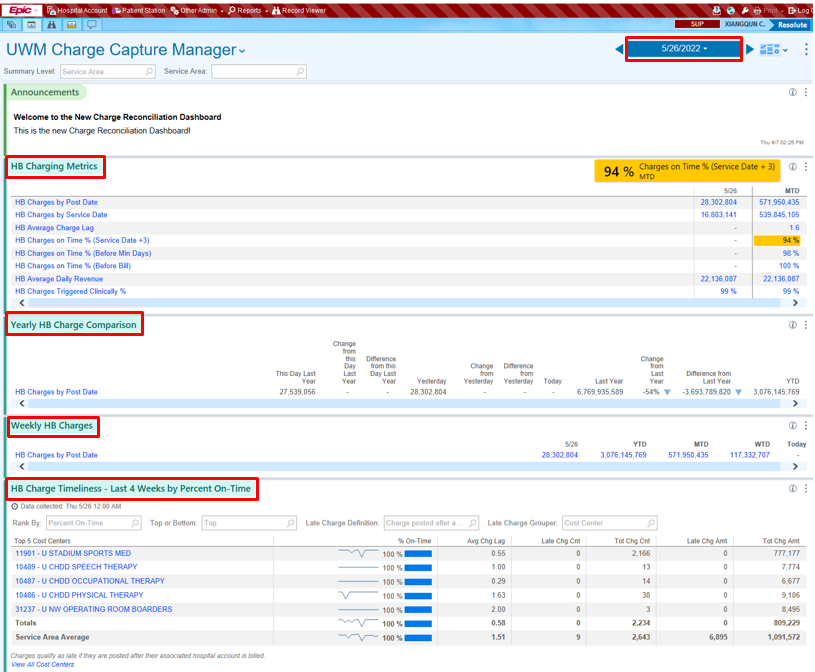 Epic Hospital Account Patient Station Other Admin Reports Record Viewer Print Log
SUP XIANGQUN C. Resolute
UWM Charge Capture Manager 5/26/2022
Summary Level: Service Area Service Area:
Announcements
Welcome to the New Charge Reconciliation Dashboard
This is the new Charge Reconciliation Dashboard!
Thu 4/7 02:25 PM
HB Charging Metrics 94 % Charges on Time % (Service Date + 3)
MTD
5/26 MTD
HB Charges by Post Date 28,302,804 571,950,435
HB Charges by Service Date 16,883,141 539,845,105
HB Average Charge Lag - 1.6
HB Charges on Time % (Service Date +3) - 94 %
HB Charges on Time % (Before Min Days) - 98 %
HB Charges on Time % (Before Bill) - 100 %
HB Average Daily Revenue 22,136,087 22,136,087
HB Charges Triggered Clinically % 99 % 99 %
Yearly HB Charge Comparison
This Day Last Year Change from this Day Last Year Difference from this Day Last Year Yesterday Change from Yesterday Difference from Yesterday Today Last Year Change from Last Year Difference from Last Year YTD
HB Charges by Post Date 27,539,056 - - 28,302,804 - - - 6,769,935,589 -54% -3,693,789,820 3,076,145,769
Weekly HB Charges
5/26 YTD MTD WTD Today
HB Charges by Post Date 28,302,804 3,076,145,769 571,950,435 117,332,707 -
HB Charge Timeliness - Last 4 Weeks by Percent On-Time
Data collected: Thu 5/26 12:00 AM
Rank By: Percent On-Time Top or Bottom: Top Late Charge Definition: Charge posted after a... Late Charge Grouper: Cost Center
Top 5 Cost Centers % On-Time Avg Chg Lag Late Chg Cnt Tot Chg Cnt Late Chg Amt Tot Chg Amt
11901 - U STADIUM SPORTS MED 100 % 0.55 0 2,166 0 777,177
10489 - U CHDD SPEECH THERAPY 100 % 1.00 0 13 0 7,774
10487 - U CHDD OCCUPATIONAL THERAPY 100 % 0.29 0 14 0 6,677
10486 - U CHDD PHYSICAL THERAPY 100 % 1.63 0 38 0 9,106
31237 - U NW OPERATING ROOM BOARDERS 100 % 2.00 0 3 0 8,495
Totals 100 % 0.58 0 2,234 0 809,229
Service Area Average 100 % 1.51 9 2,643 6,895 1,091,572
Charges qualify as late if they are posted after their associated hospital account is billed.
View All Cost Centers